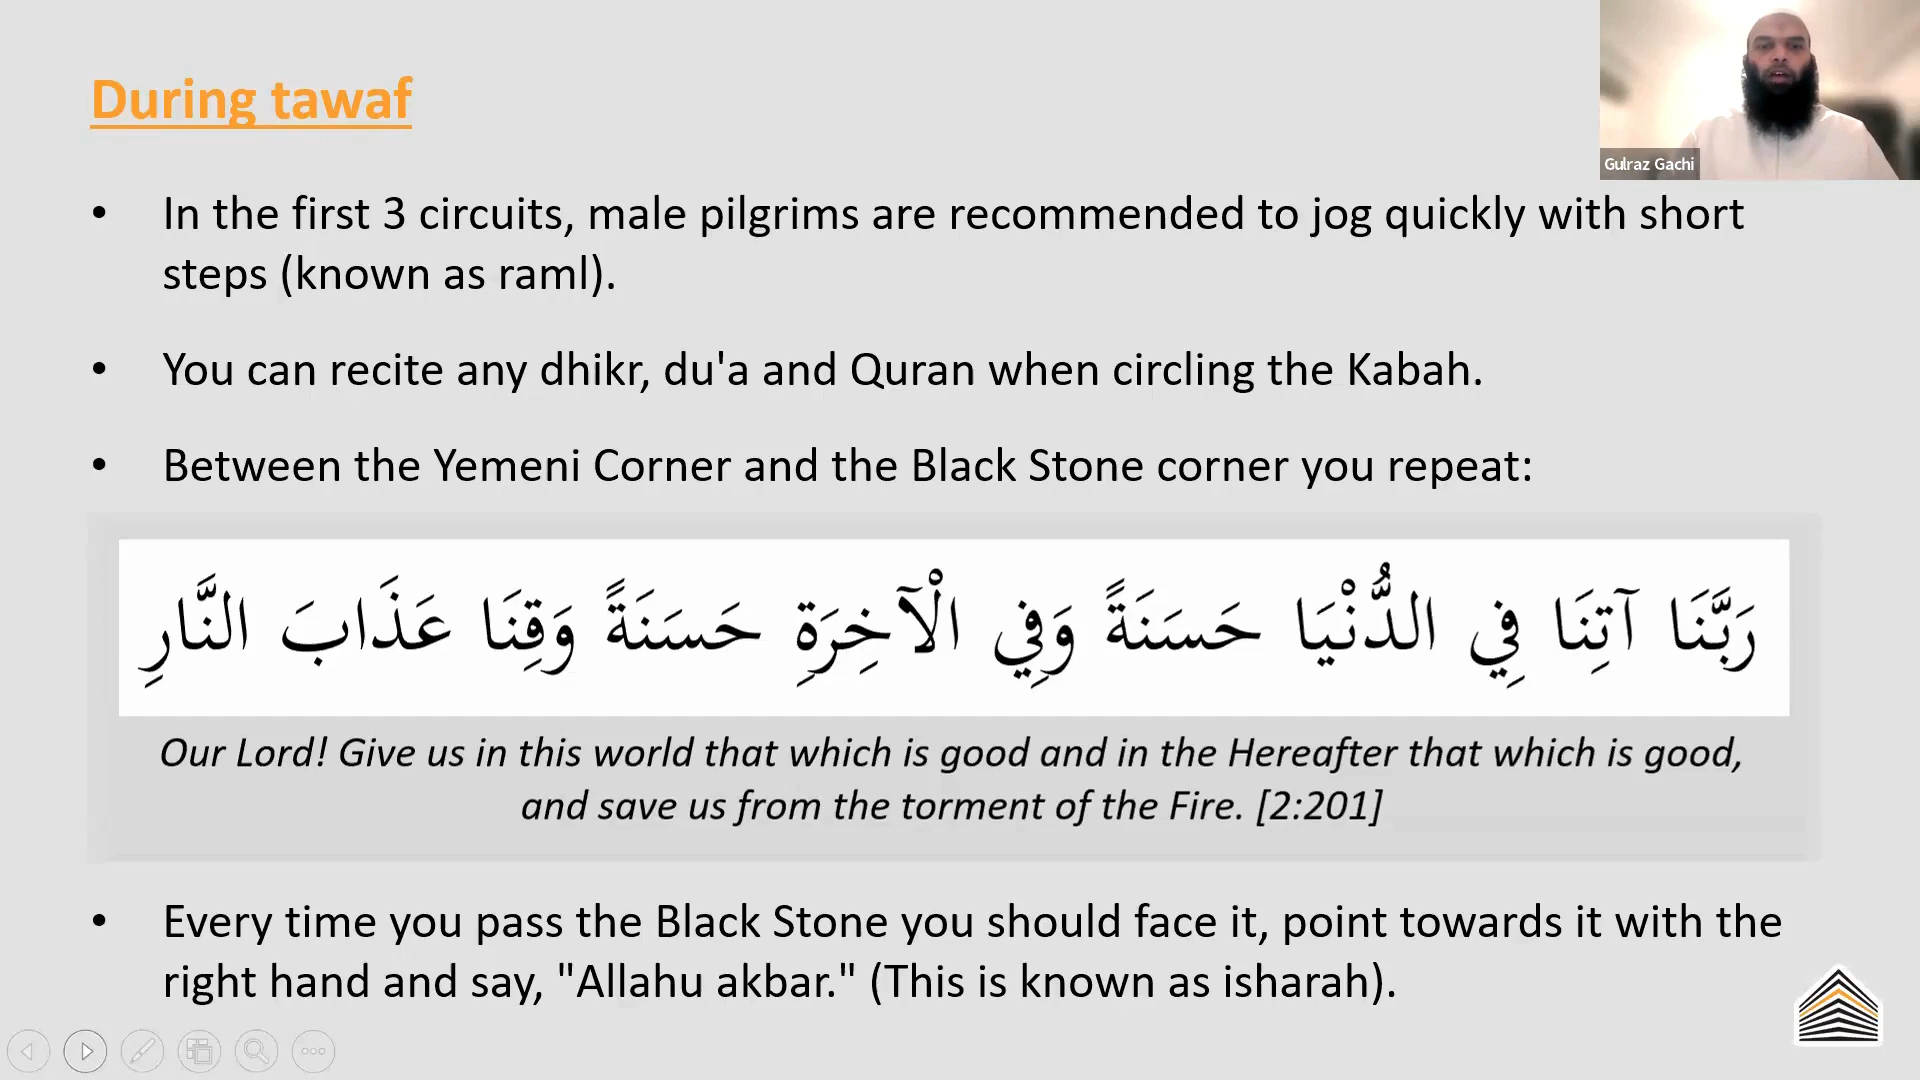 During tawaf
Gulraz Gachi
• In the first 3 circuits, male pilgrims are recommended to jog quickly with short
steps (known as raml).
• You can recite any dhikr, du'a and Quran when circling the Kabah.
• Between the Yemeni Corner and the Black Stone corner you repeat:
رَبَّنَا آتِنَا فِي الدُّنْيَا حَسَنَةً وَفِي الْآخِرَةِ حَسَنَةً وَقِنَا عَذَابَ النَّارِ
Our Lord! Give us in this world that which is good and in the Hereafter that which is good,
and save us from the torment of the Fire. [2:201]
• Every time you pass the Black Stone you should face it, point towards it with the
right hand and say, "Allahu akbar." (This is known as isharah).